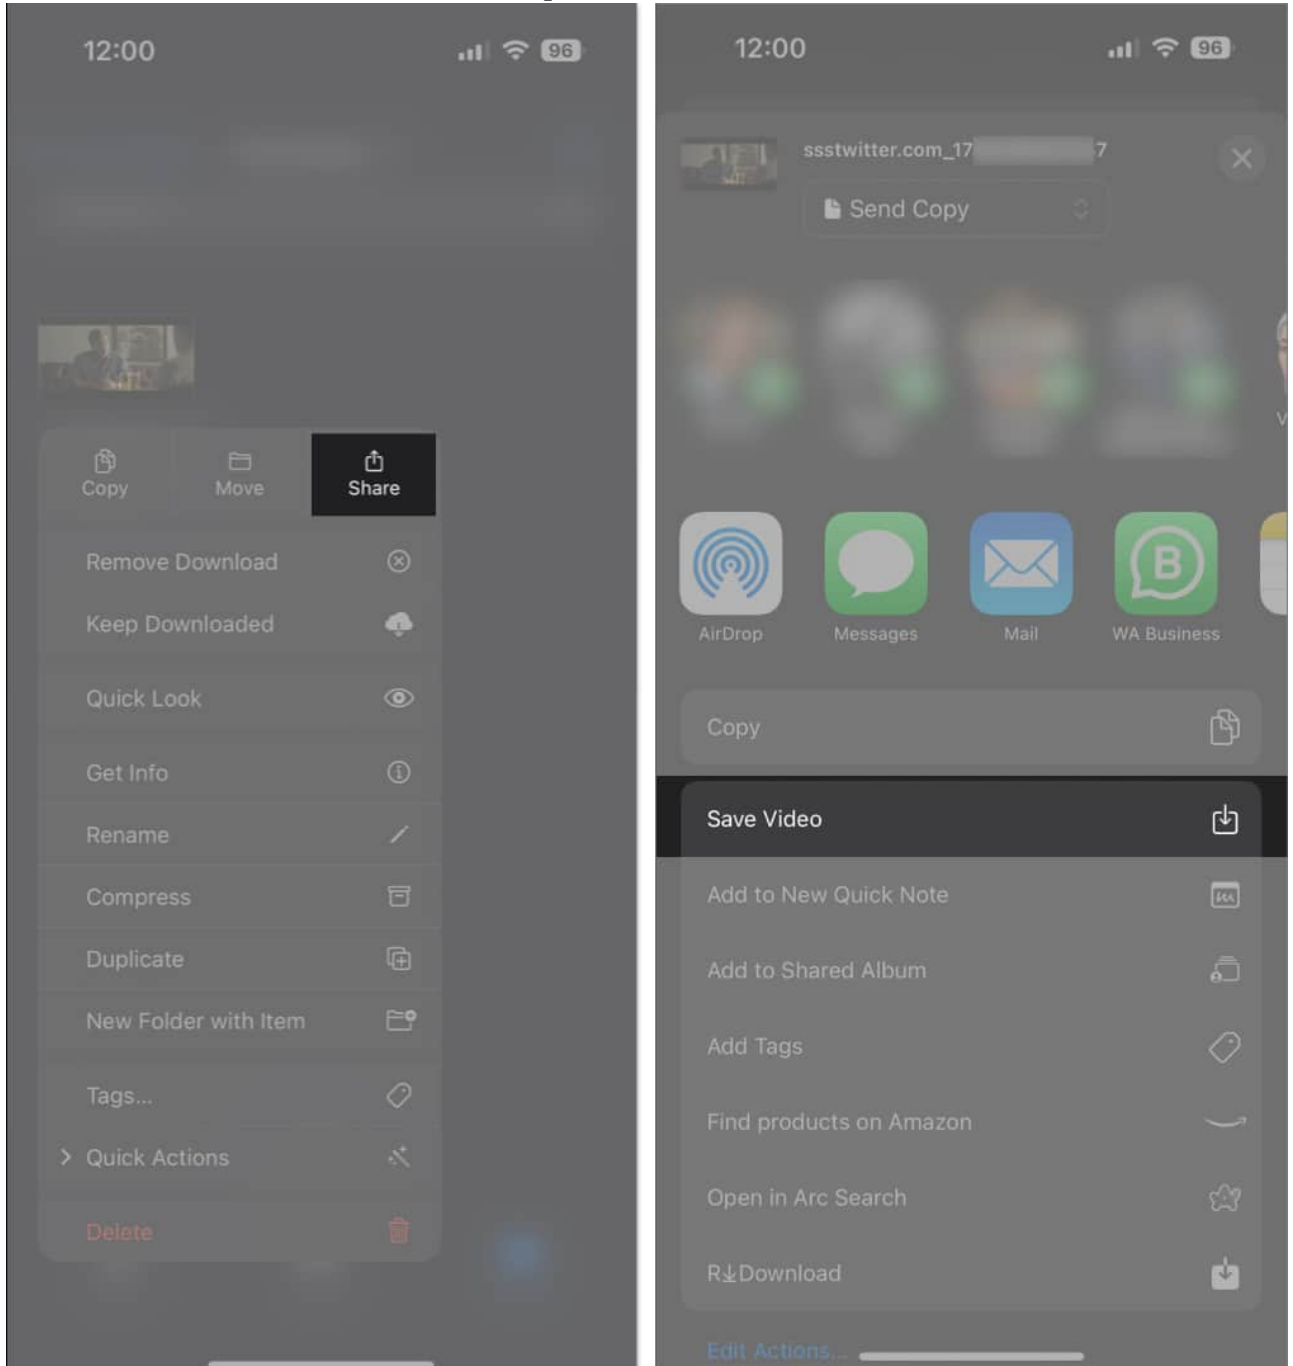 12:00
96
Copy
Move
Share
Remove Download
Keep Downloaded
Quick Look
Get Info
Rename
Compress
Duplicate
New Folder with Item
Tags...
Quick Actions
Delete
12:00
96
ssstwitter.com_17 7
Send Copy
AirDrop
Messages
Mail
WA Business
Copy
Save Video
Add to New Quick Note
Add to Shared Album
Add Tags
Find products on Amazon
Open in Arc Search
R⤓Download
Edit Actions...